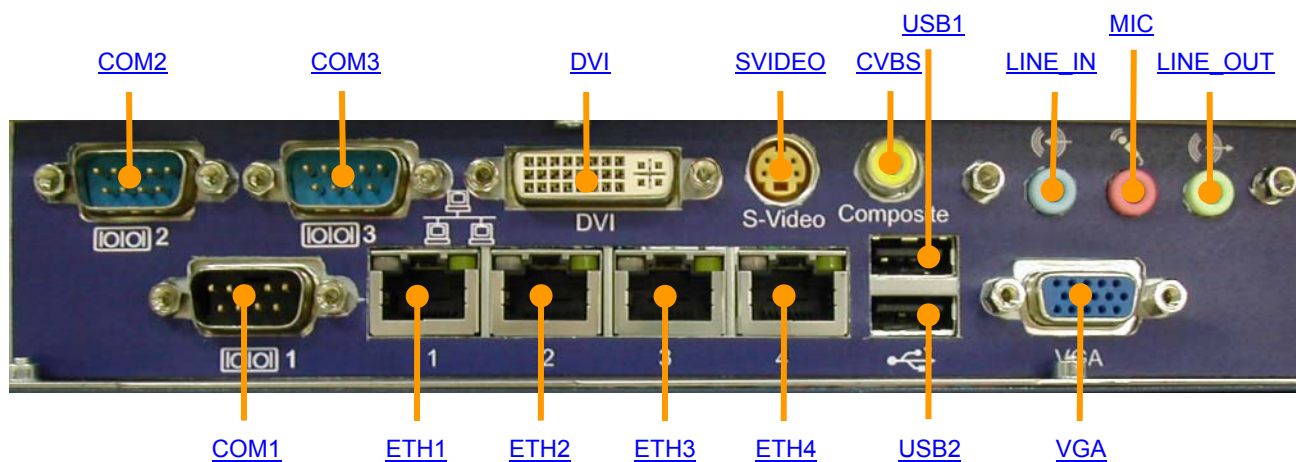 USB1 MIC
COM2 COM3 DVI SVIDEO CVBS LINE_IN LINE_OUT
DVI S-Video Composite
2 3
1 1 2 3 4 VGA
COM1 ETH1 ETH2 ETH3 ETH4 USB2 VGA